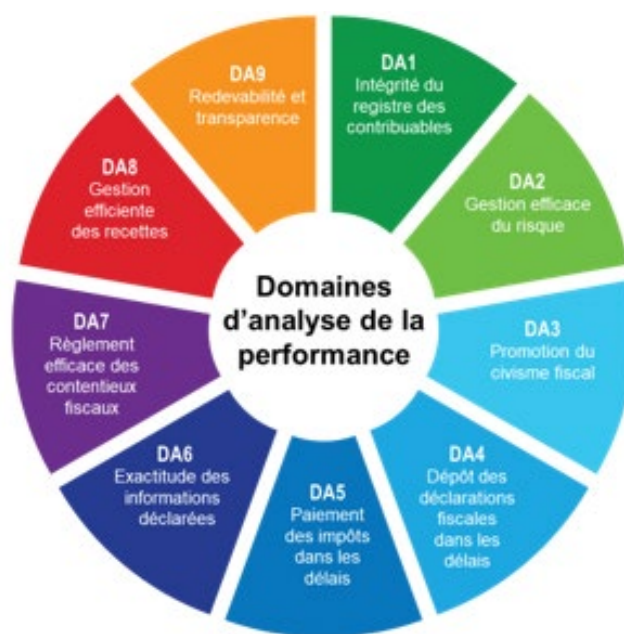 Domaines
d'analyse de la
performance
DA1
Intégrité du
registre des
contribuables
DA2
Gestion efficace
du risque
DA3
Promotion du
civisme fiscal
DA4
Dépôt des
déclarations
fiscales
dans les
délais
DA5
Paiement
des impôts
dans les
délais
DA6
Exactitude des
informations
déclarées
DA7
Règlement
efficace des
contentieux
fiscaux
DA8
Gestion
efficiente
des recettes
DA9
Redevabilité et
transparence